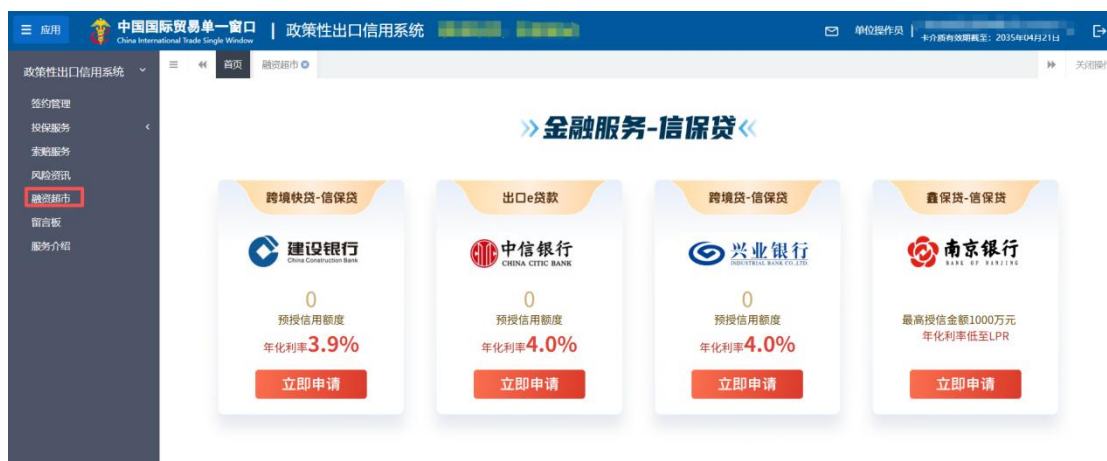 应用
中国国际贸易单一窗口 | 政策性出口信用系统
China International Trade Single Window
单位操作员
卡介质有效期截至：2035年04月21日
政策性出口信用系统
首页
融资超市
关闭操作
签约管理
投保服务
索赔服务
风险资讯
融资超市
留言板
服务介绍
金融服务-信保贷
跨境快贷-信保贷
建设银行
China Construction Bank
0
预授信用额度
年化利率3.9%
立即申请
出口e贷款
中信银行
CHINA CITIC BANK
0
预授信用额度
年化利率4.0%
立即申请
跨境贷-信保贷
兴业银行
INDUSTRIAL BANK CO.,LTD.
0
预授信用额度
年化利率4.0%
立即申请
鑫保贷-信保贷
南京银行
BANK OF NANJING
最高授信金额1000万元
年化利率低至LPR
立即申请